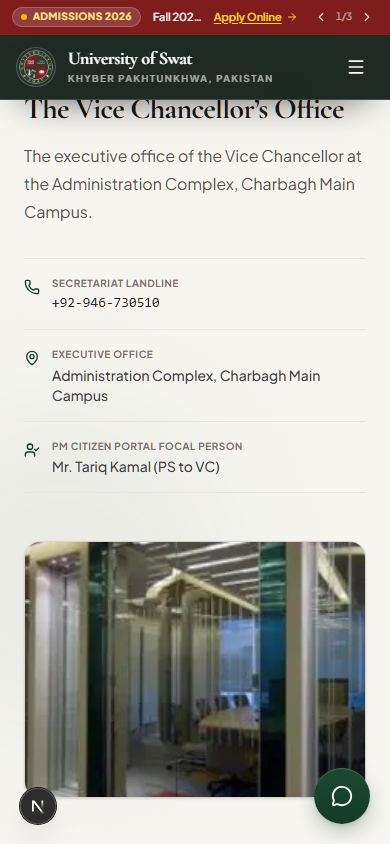 ADMISSIONS 2026 Fall 202... Apply Online → 1/3
University of Swat
KHYBER PAKHTUNKHWA, PAKISTAN
The Vice Chancellor's Office
The executive office of the Vice Chancellor at
the Administration Complex, Charbagh Main
Campus.
SECRETARIAT LANDLINE
+92-946-730510
EXECUTIVE OFFICE
Administration Complex, Charbagh Main
Campus
PM CITIZEN PORTAL FOCAL PERSON
Mr. Tariq Kamal (PS to VC)
N